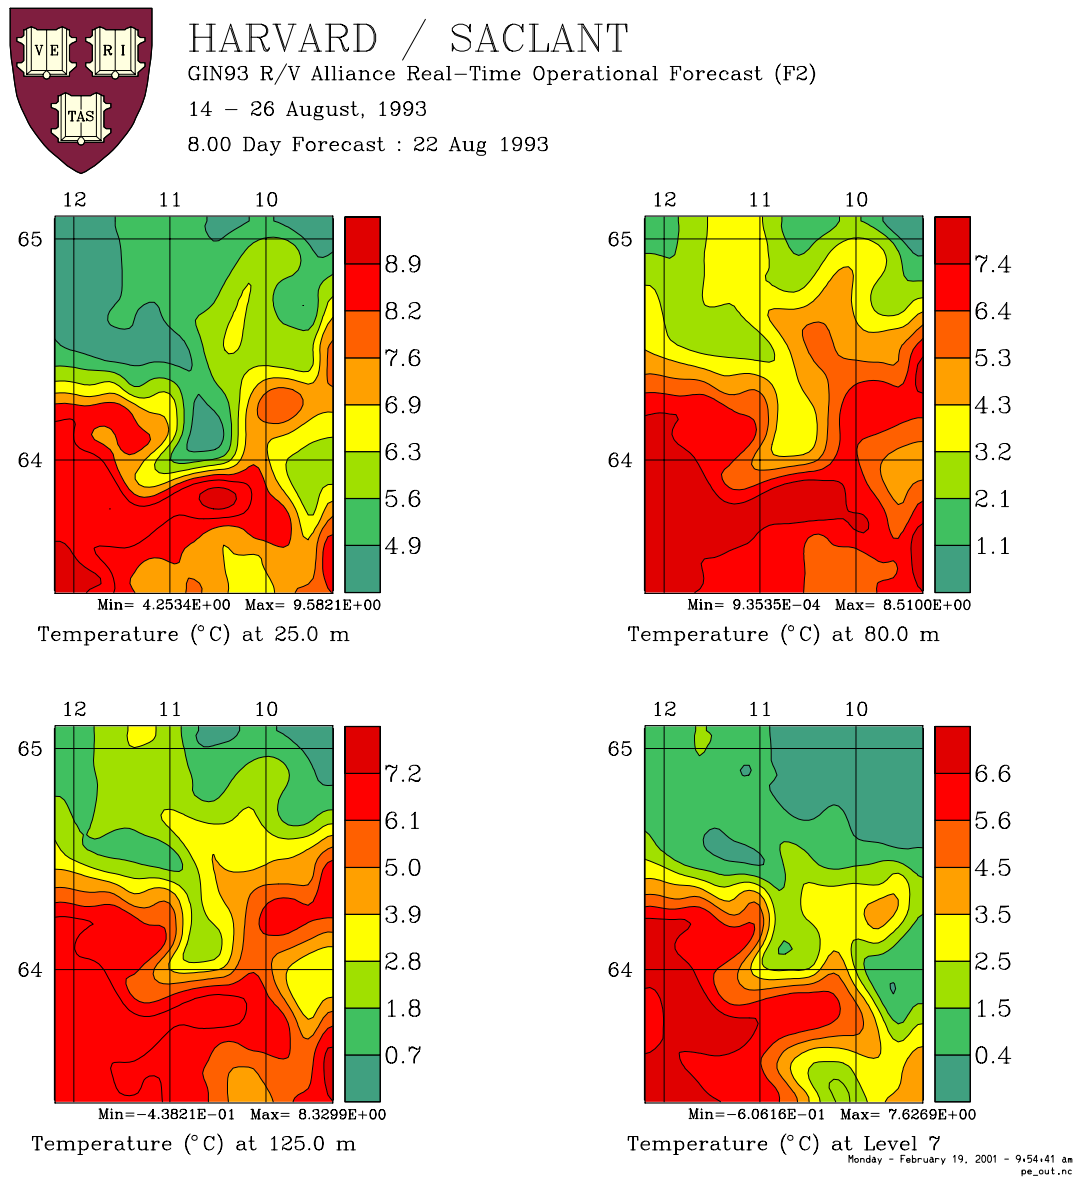 VE RI
TAS
HARVARD / SACLANT
GIN93 R/V Alliance Real-Time Operational Forecast (F2)
14 - 26 August, 1993
8.00 Day Forecast : 22 Aug 1993
12 11 10
65
64
8.9
8.2
7.6
6.9
6.3
5.6
4.9
Min= 4.2534E+00 Max= 9.5821E+00
Temperature (°C) at 25.0 m
12 11 10
65
64
7.4
6.4
5.3
4.3
3.2
2.1
1.1
Min= 9.3535E-04 Max= 8.5100E+00
Temperature (°C) at 80.0 m
12 11 10
65
64
7.2
6.1
5.0
3.9
2.8
1.8
0.7
Min=-4.3821E-01 Max= 8.3299E+00
Temperature (°C) at 125.0 m
12 11 10
65
64
6.6
5.6
4.5
3.5
2.5
1.5
0.4
Min=-6.0616E-01 Max= 7.6269E+00
Temperature (°C) at Level 7
Monday - February 19, 2001 - 9:54:41 am
pe_out.nc